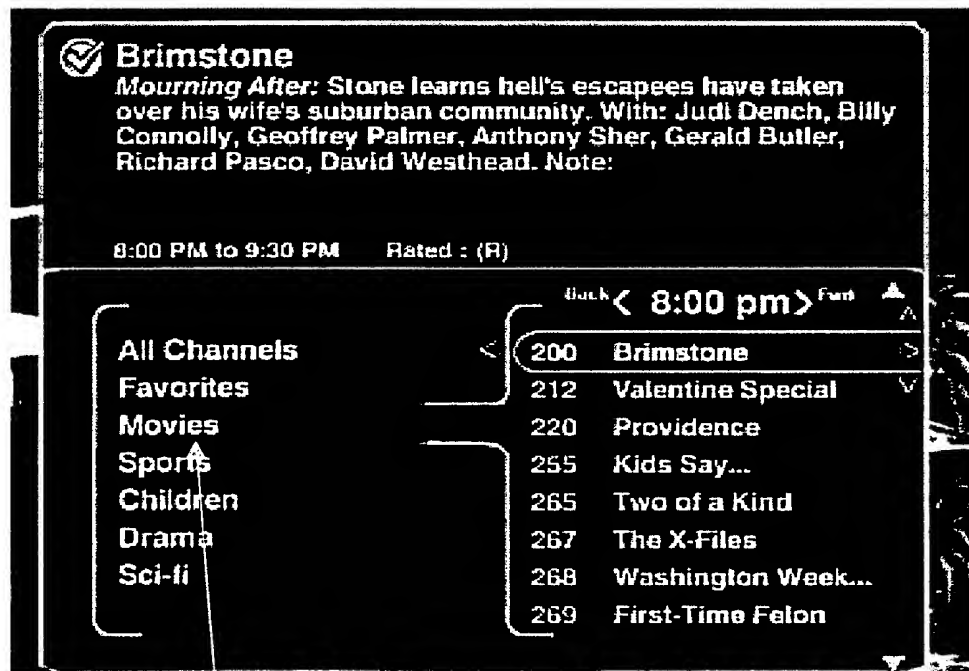 Brimstone
Mourning After: Stone learns hell's escapees have taken
over his wife's suburban community. With: Judi Dench, Billy
Connolly, Geoffrey Palmer, Anthony Sher, Gerald Butler,
Richard Pasco, David Westhead. Note:
8:00 PM to 9:30 PM Rated : (R)
Back < 8:00 pm > Fwd
All Channels < 200 Brimstone >
Favorites 212 Valentine Special
Movies 220 Providence
Sports 255 Kids Say...
Children 265 Two of a Kind
Drama 267 The X-Files
Sci-fi 268 Washington Week...
269 First-Time Felon